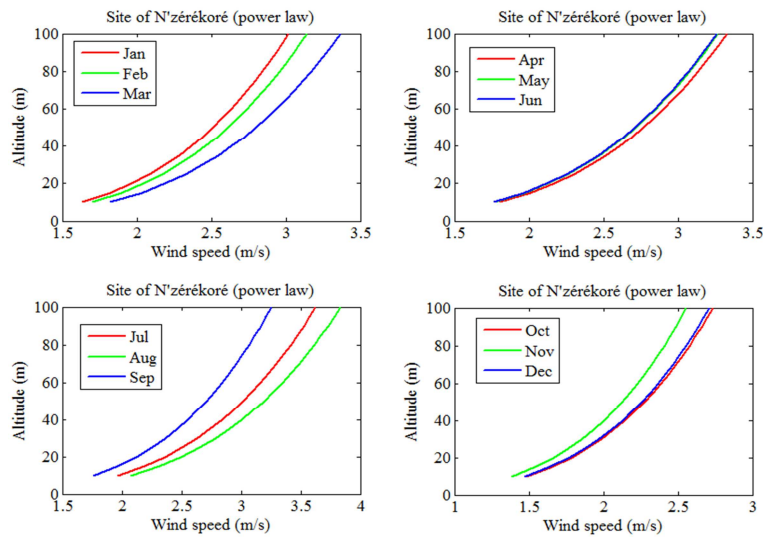 Site of N'zérékoré (power law)
Altitude (m)
100
80
60
40
20
0
Jan
Feb
Mar
1.5 2 2.5 3 3.5
Wind speed (m/s)
Site of N'zérékoré (power law)
Altitude (m)
100
80
60
40
20
0
Apr
May
Jun
1.5 2 2.5 3 3.5
Wind speed (m/s)
Site of N'zérékoré (power law)
Altitude (m)
100
80
60
40
20
0
Jul
Aug
Sep
1.5 2 2.5 3 3.5 4
Wind speed (m/s)
Site of N'zérékoré (power law)
Altitude (m)
100
80
60
40
20
0
Oct
Nov
Dec
1 1.5 2 2.5 3
Wind speed (m/s)